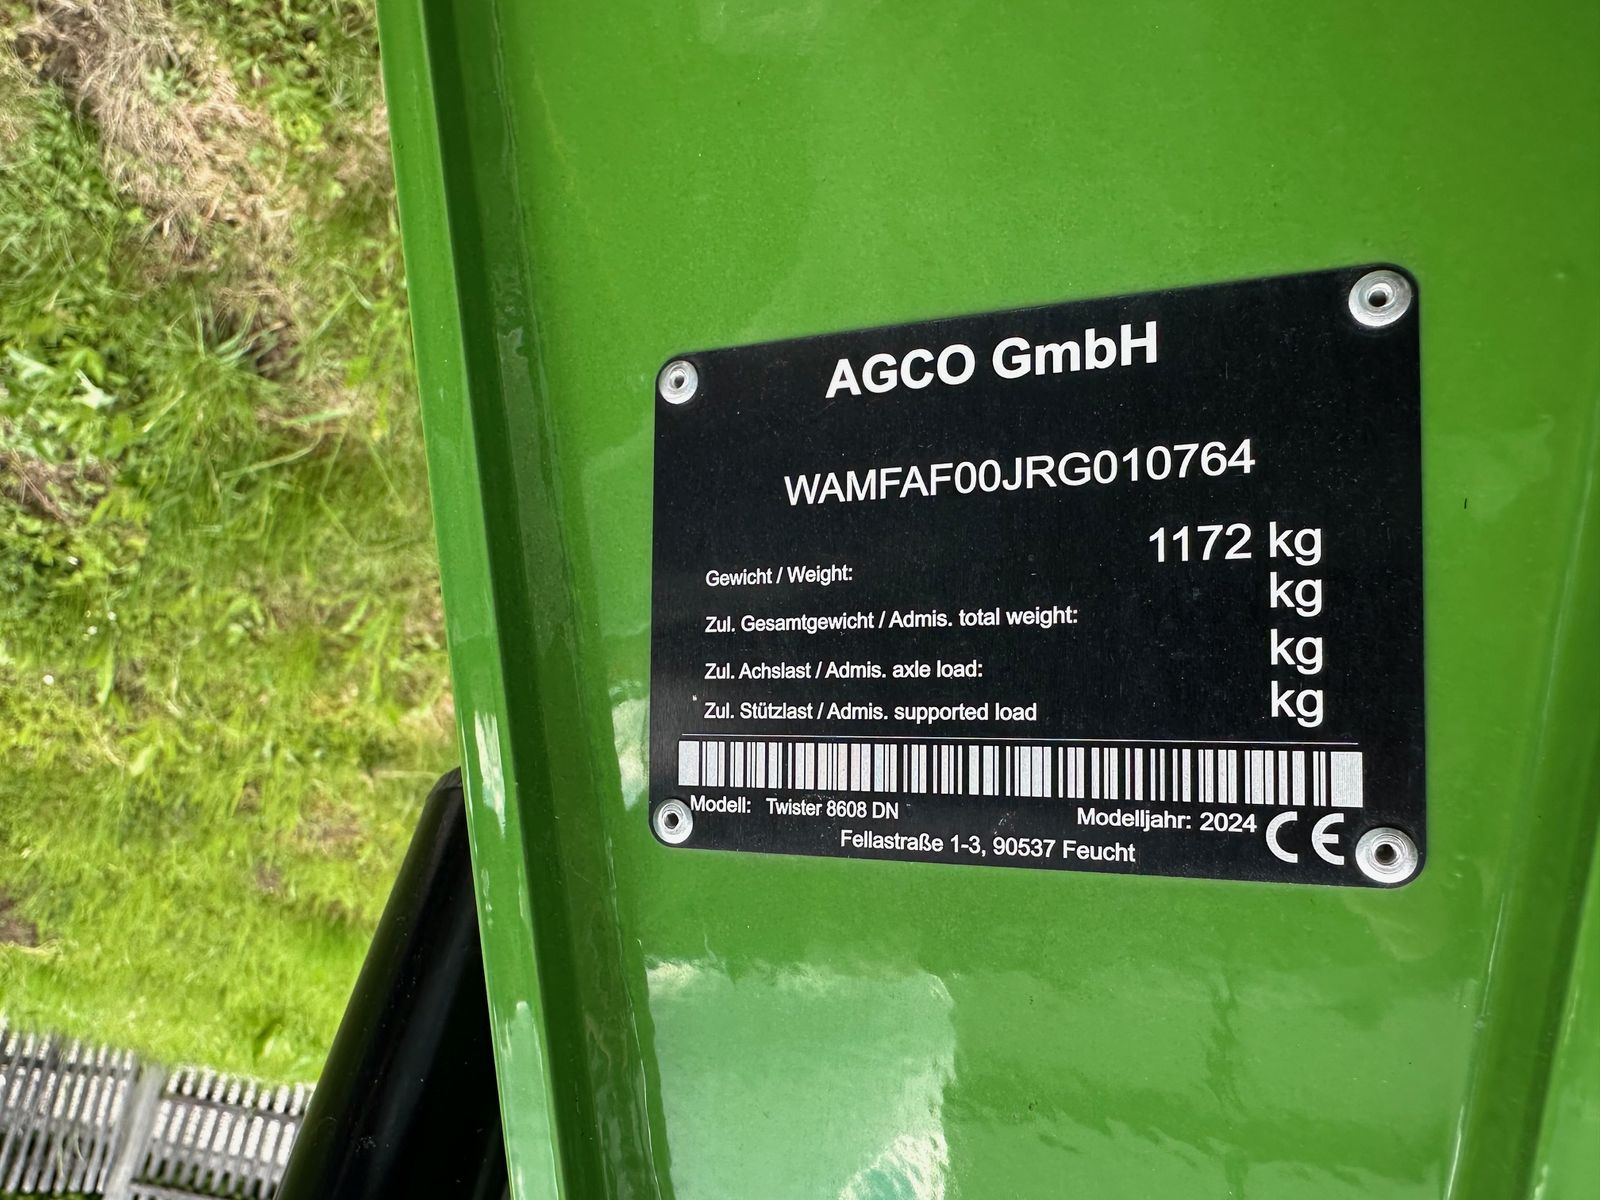 AGCO GmbH
WAMFAF00JRG010764
Gewicht / Weight: 1172 kg
Zul. Gesamtgewicht / Admis. total weight: kg
Zul. Achslast / Admis. axle load: kg
Zul. Stützlast / Admis. supported load kg
Modell: Twister 8608 DN Modelljahr: 2024 CE
Fellastraße 1-3, 90537 Feucht